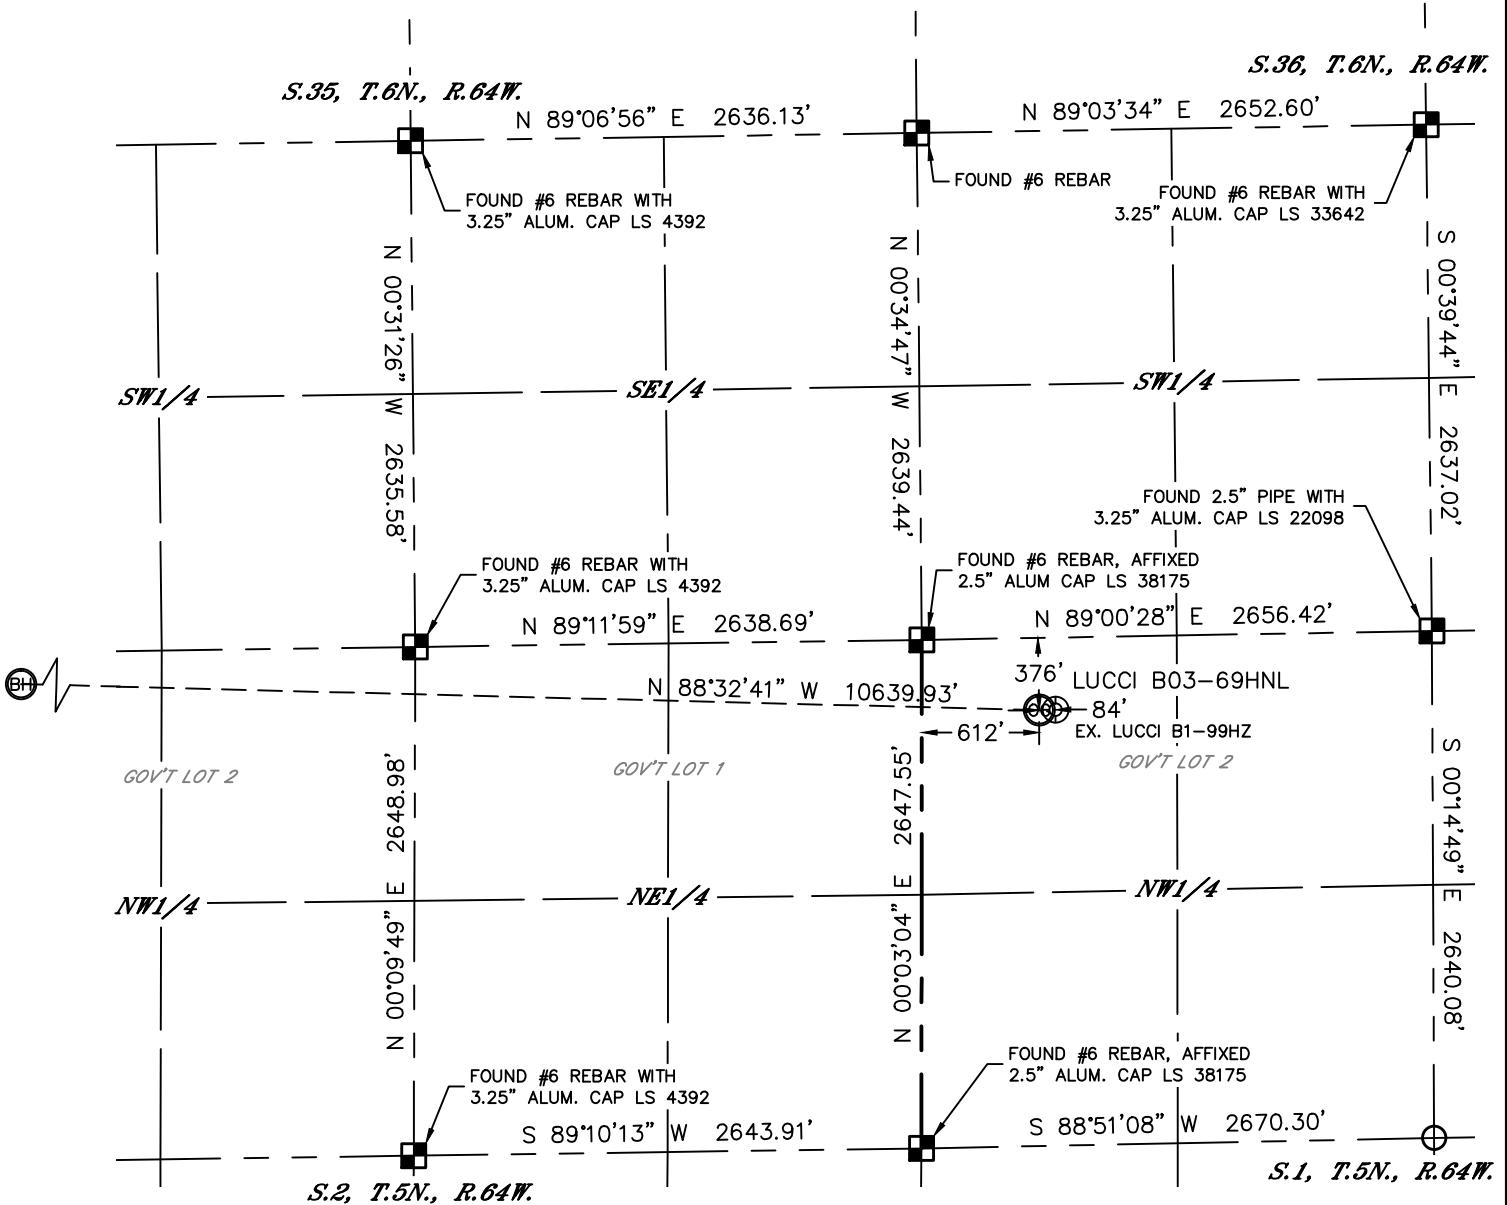 S.36, T.6N., R.64W.
S.35, T.6N., R.64W.
N 89°06'56" E 2636.13'
N 89°03'34" E 2652.60'
FOUND #6 REBAR WITH
3.25" ALUM. CAP LS 4392
FOUND #6 REBAR
FOUND #6 REBAR WITH
3.25" ALUM. CAP LS 33642
N 00°31'26" W 2635.58'
N 00°34'47" W 2639.44'
S 00°39'44" E 2637.02'
SW1/4
SE1/4
SW1/4
FOUND 2.5" PIPE WITH
3.25" ALUM. CAP LS 22098
FOUND #6 REBAR WITH
3.25" ALUM. CAP LS 4392
FOUND #6 REBAR, AFFIXED
2.5" ALUM CAP LS 38175
N 89°11'59" E 2638.69'
N 89°00'28" E 2656.42'
BH
N 88°32'41" W 10639.93'
376'
LUCCI B03-69HNL
84'
612'
EX. LUCCI B1-99HZ
GOV'T LOT 2
GOV'T LOT 1
GOV'T LOT 2
N 00°09'49" E 2648.98'
N 00°03'04" E 2647.55'
S 00°14'49" E 2640.08'
NW1/4
NE1/4
NW1/4
FOUND #6 REBAR WITH
3.25" ALUM. CAP LS 4392
FOUND #6 REBAR, AFFIXED
2.5" ALUM. CAP LS 38175
S 89°10'13" W 2643.91'
S 88°51'08" W 2670.30'
S.2, T.5N., R.64W.
S.1, T.5N., R.64W.